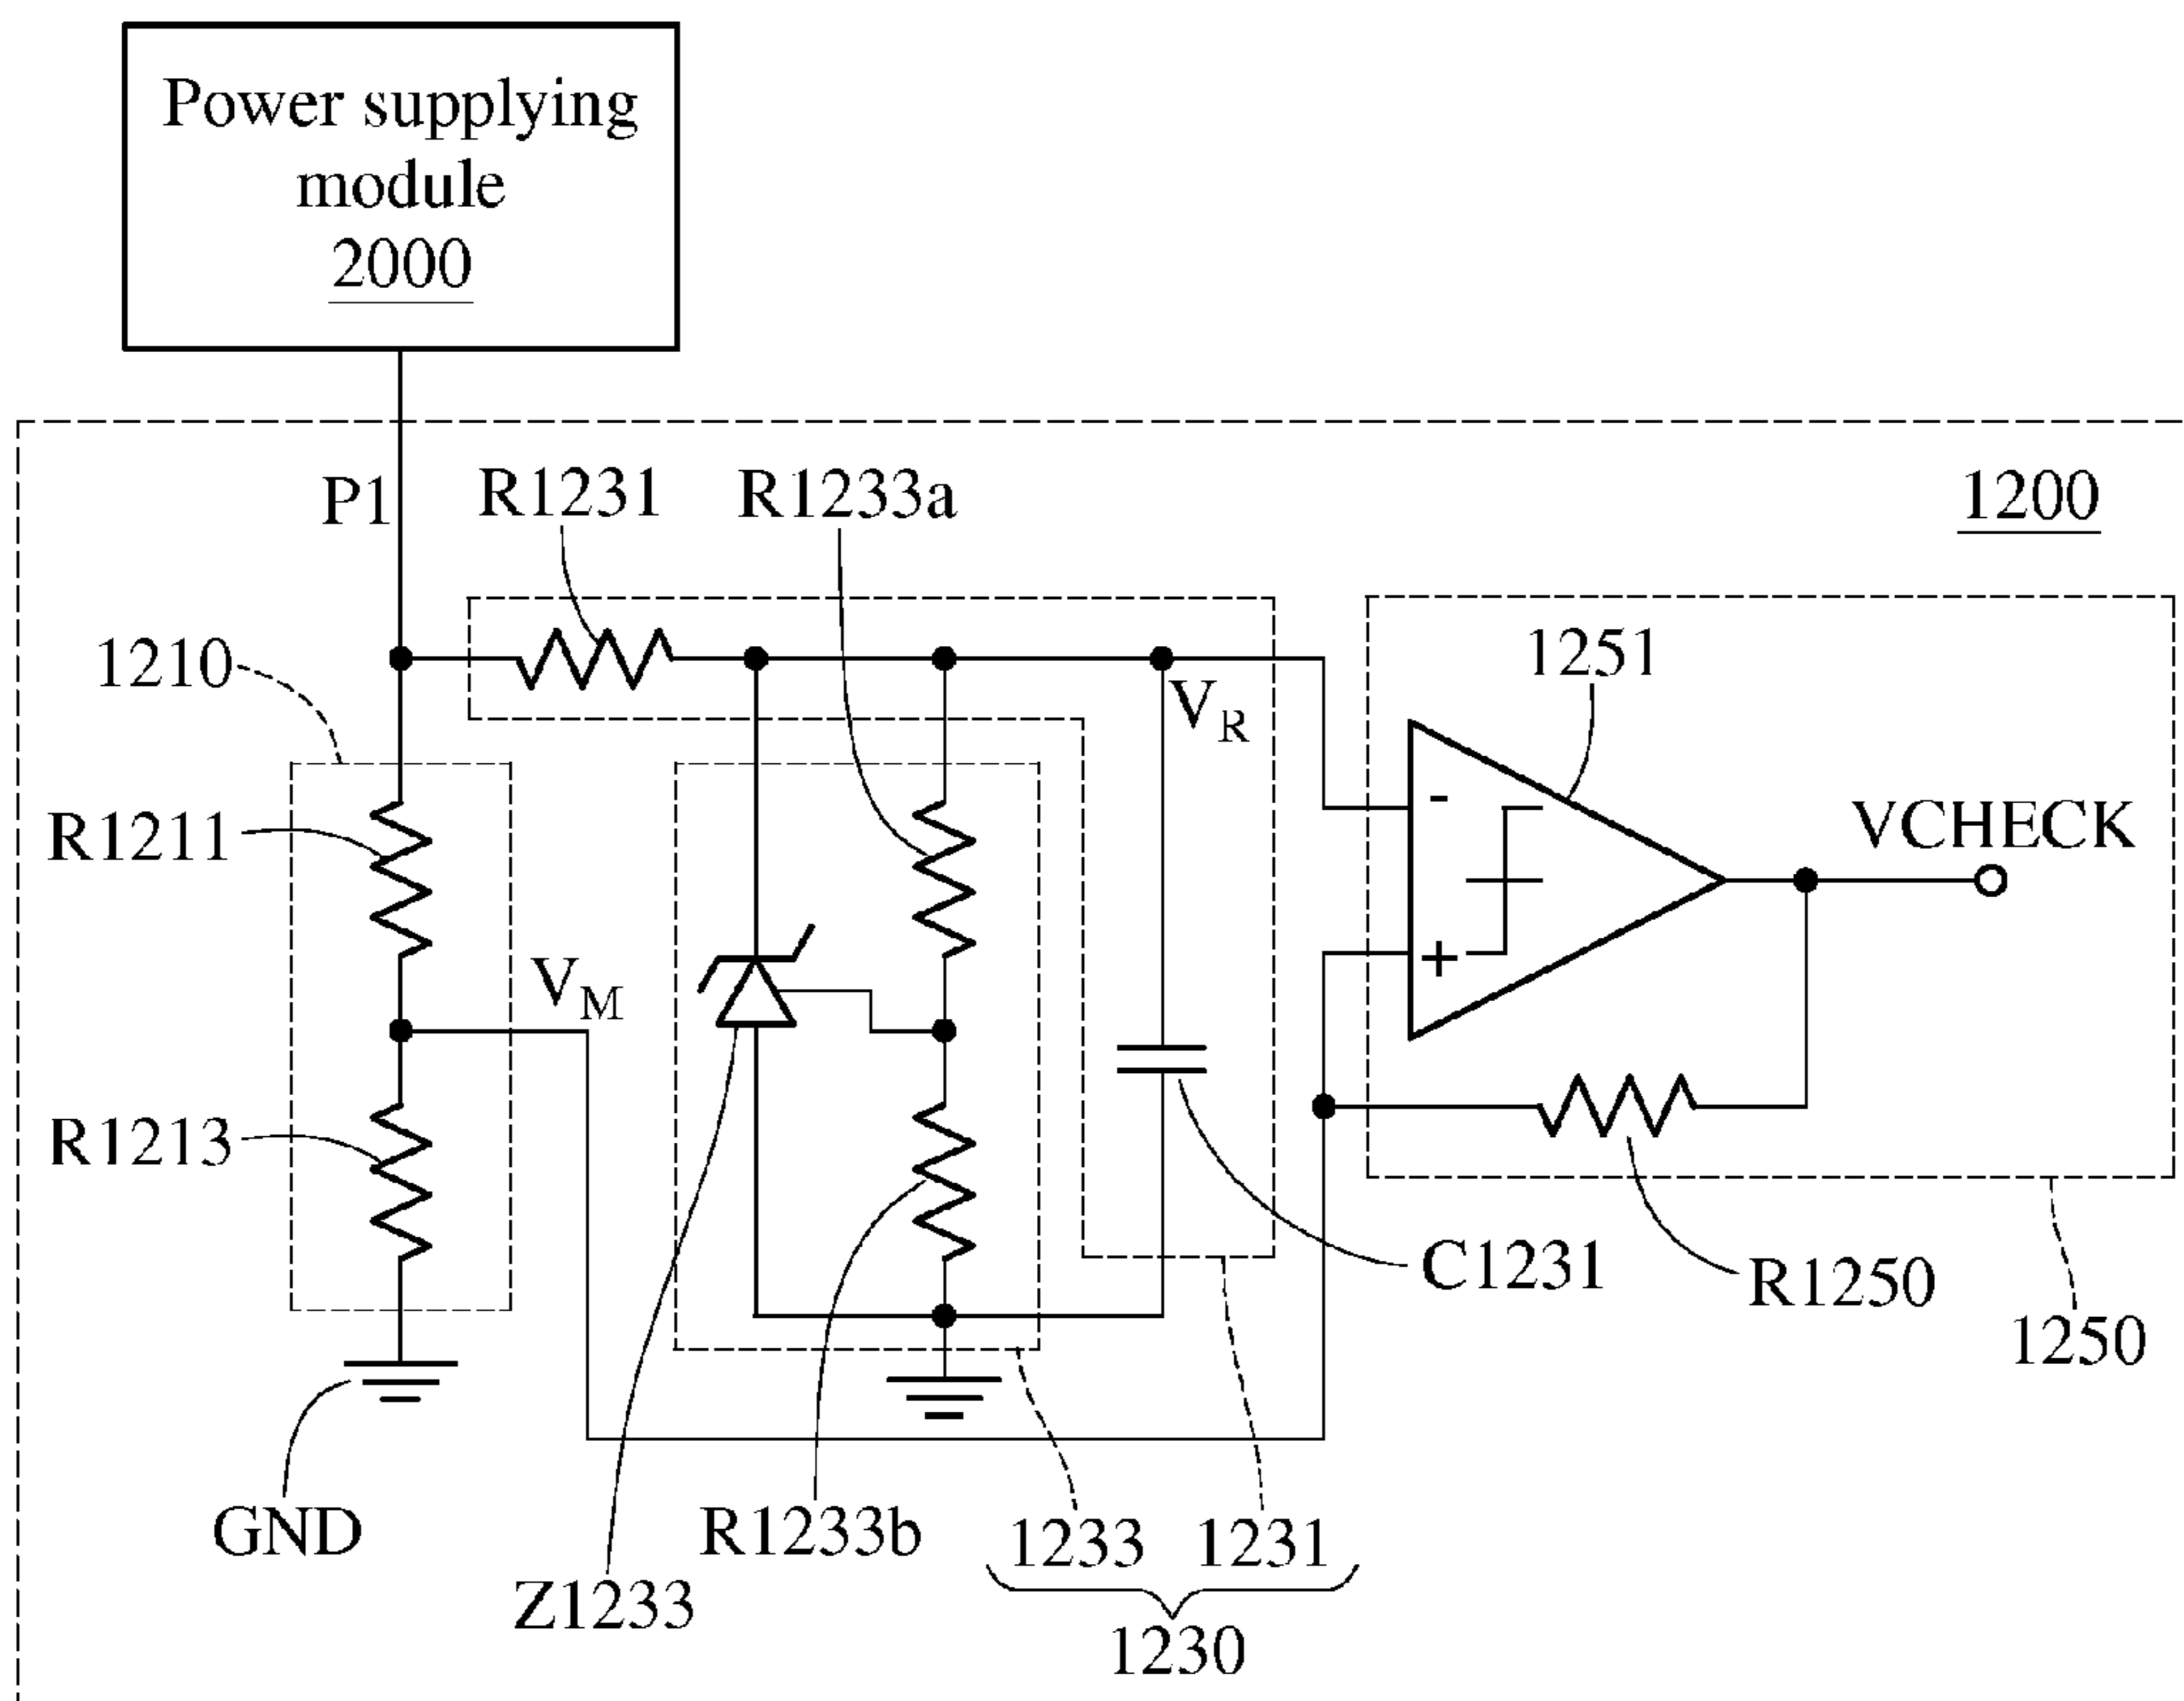 Power supplying
module
2000
P1
R1231
R1233a
1200
1210
VR
1251
R1211
-
VCHECK
VM
+
R1213
C1231
R1250
1250
GND
R1233b
1233
1231
Z1233
1230